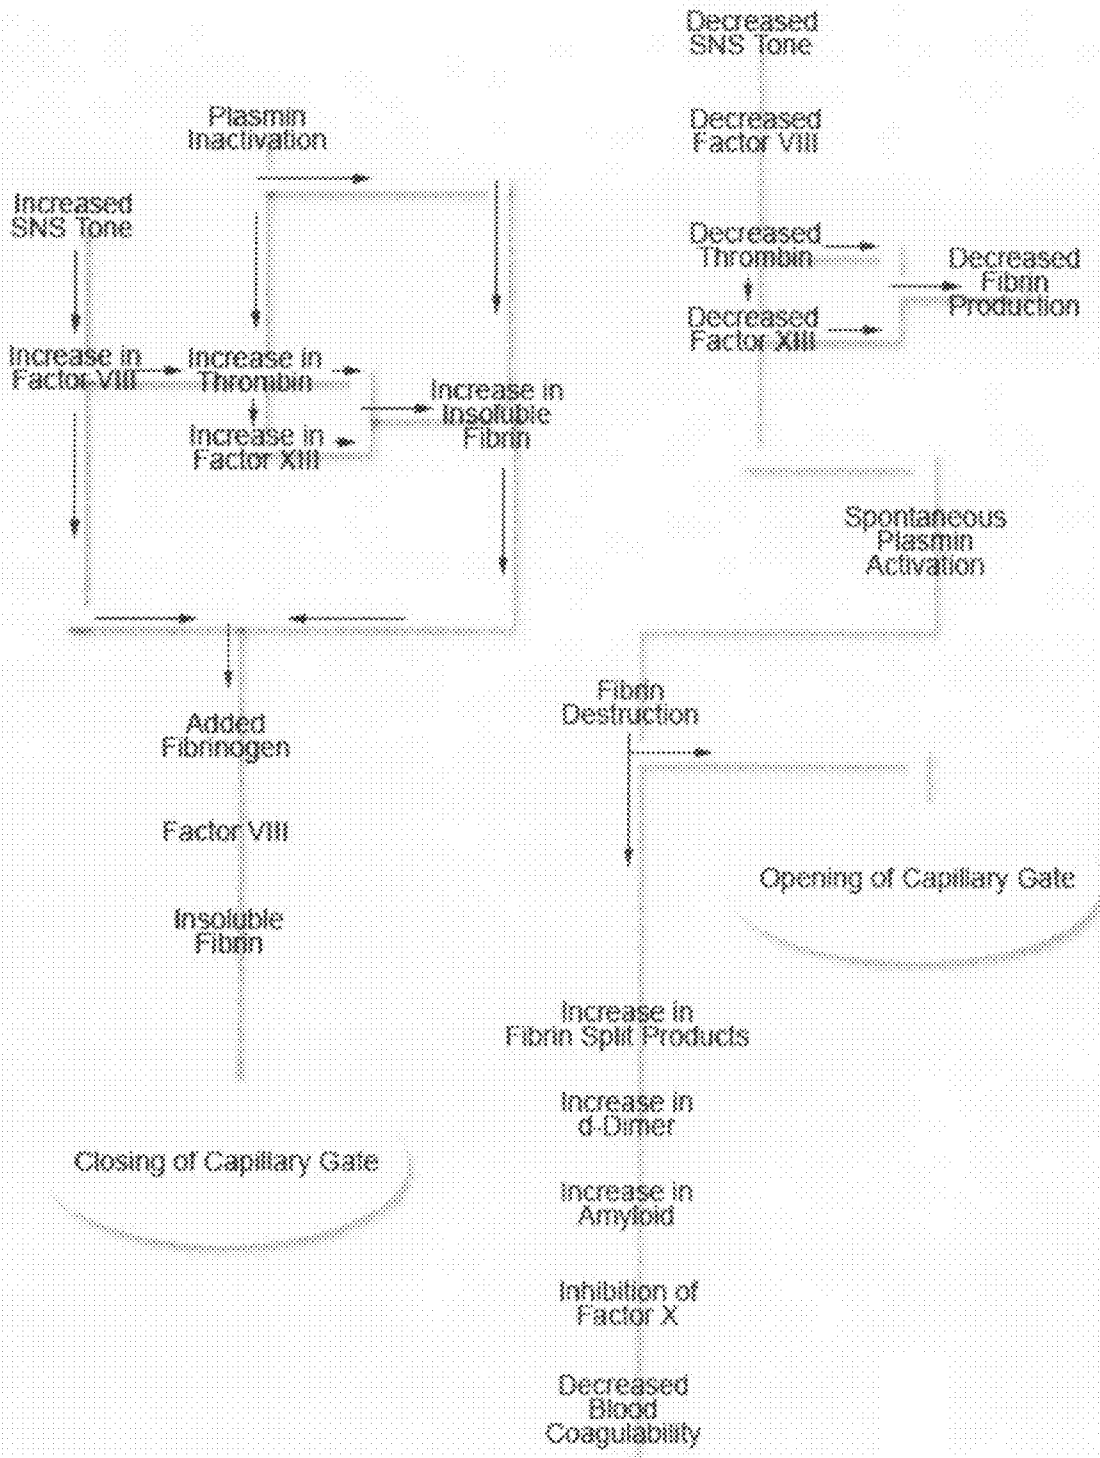 Decreased
SNS Tone
Decreased
Factor VIII
Plasmin
Inactivation
Increased
SNS Tone
Increase in
Factor VIII
Increase in
Thrombin
Increase in
Factor XIII
Increase in
Insoluble
Fibrin
Decreased
Thrombin
Decreased
Factor XIII
Decreased
Fibrin
Production
Spontaneous
Plasmin
Activation
Added
Fibrinogen
Factor VIII
Insoluble
Fibrin
Closing of Capillary Gate
Fibrin
Destruction
Opening of Capillary Gate
Increase in
Fibrin Split Products
Increase in
d-Dimer
Increase in
Amyloid
Inhibition of
Factor X
Decreased
Blood
Coagulability